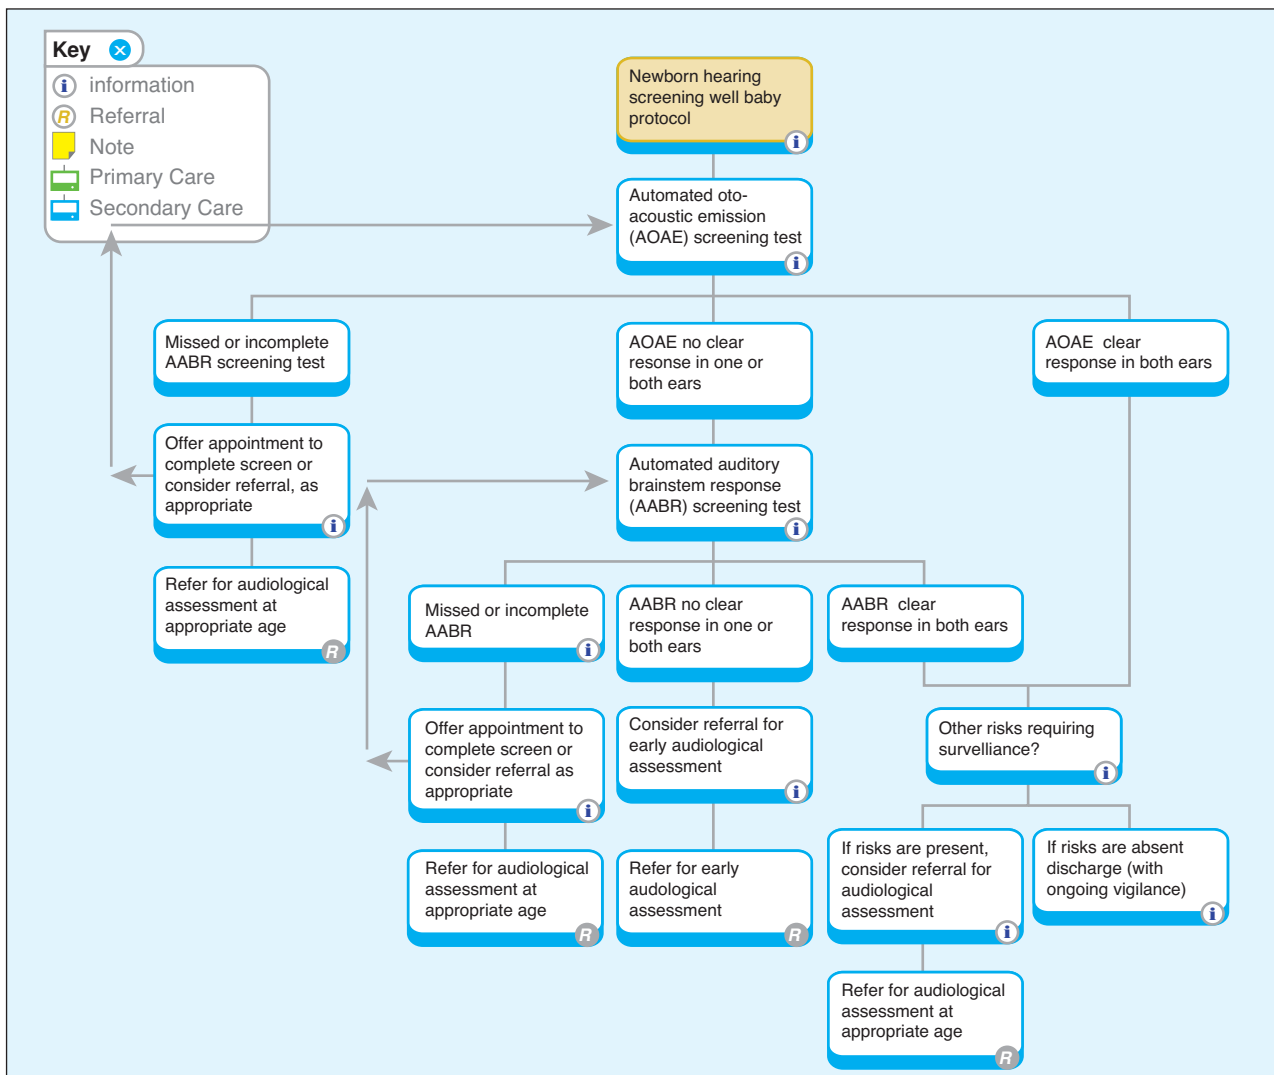 Key
i information
R Referral
Note
Primary Care
Secondary Care
Newborn hearing
screening well baby
protocol
i
Automated oto-
acoustic emission
(AOAE) screening test
i
Missed or incomplete
AABR screening test
AOAE no clear
resonse in one or
both ears
AOAE clear
response in both ears
Offer appointment to
complete screen or
consider referral, as
appropriate
i
Automated auditory
brainstem response
(AABR) screening test
i
Refer for audiological
assessment at
appropriate age
R
Missed or incomplete
AABR
i
AABR no clear
response in one or
both ears
AABR clear
response in both ears
Offer appointment to
complete screen or
consider referral as
appropriate
i
Consider referral for
early audiological
assessment
i
Other risks requiring
survelliance?
i
Refer for audiological
assessment at
appropriate age
R
Refer for early
audological
assessment
R
If risks are present,
consider referral for
audiological
assessment
i
If risks are absent
discharge (with
ongoing vigilance)
i
Refer for audiological
assessment at
appropriate age
R